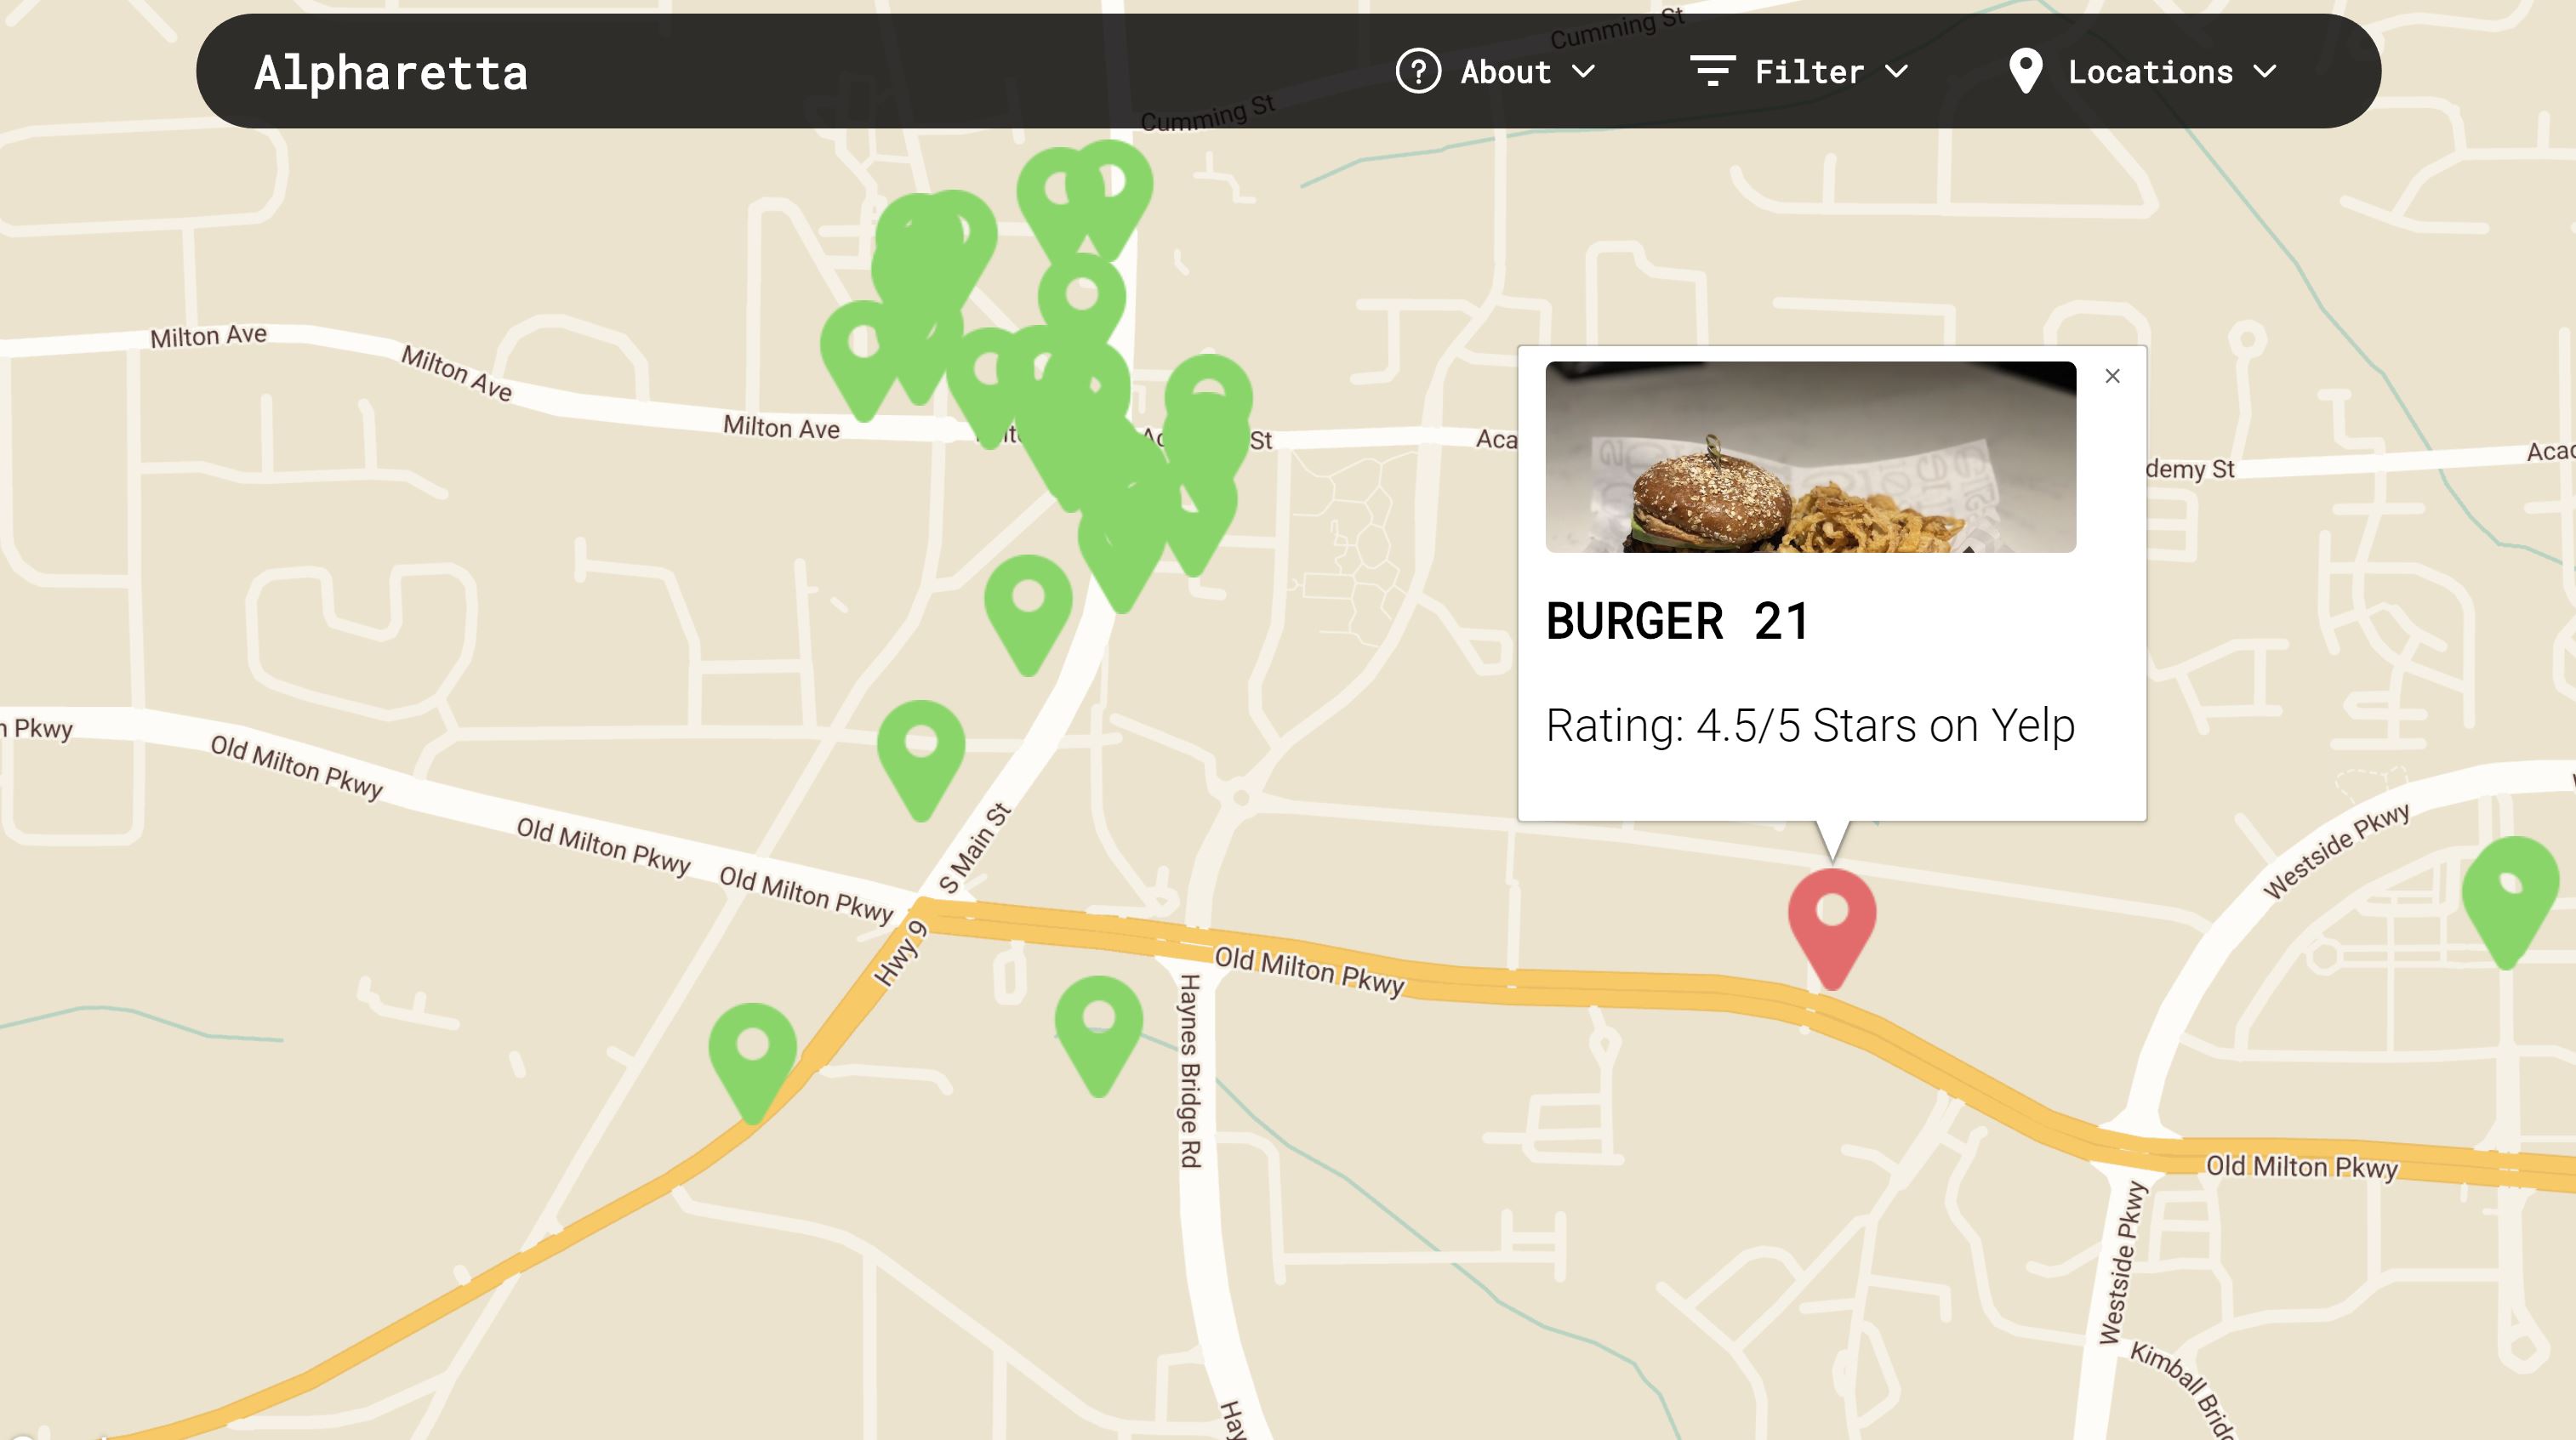 Cumming St
Alpharetta
About
Filter
Locations
Cumming St
Milton Ave
Milton Ave
Milton Ave
St
Aca
demy St
Acad
BURGER 21
Rating: 4.5/5 Stars on Yelp
n Pkwy
Old Milton Pkwy
Old Milton Pkwy
Old Milton Pkwy
S Main St
Hwy 9
Westside Pkwy
Old Milton Pkwy
Haynes Bridge Rd
Old Milton Pkwy
Westside Pkwy
Kimball Bridg
Hay